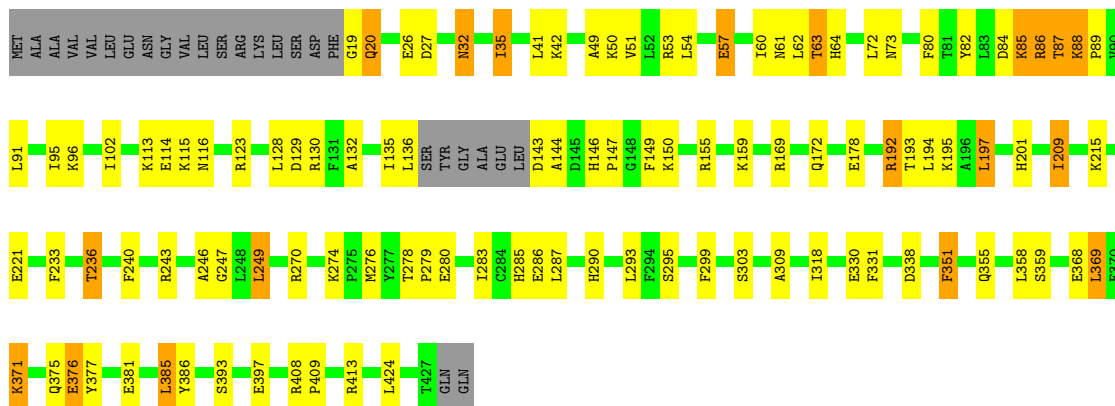 MET ALA ALA VAL VAL LEU GLU ASN GLY VAL LEU SER ARG LYS LEU SER ASP PHE G19 Q20 E26 D27 N32 I35 L41 K42 A49 K50 V51 L52 R53 L54 E57 I60 N61 L62 T63 H64 L72 N73 F80 T81 Y82 L83 D84 K85 R86 T87 K88 P89 V90
L91 I95 K96 I102 K113 E114 K115 N116 R123 L128 D129 R130 F131 A132 I135 L136 SER TYR GLY ALA GLU LEU D143 A144 D145 H146 P147 G148 F149 K150 R155 K159 R169 Q172 E178 R192 T193 L194 K195 A196 L197 H201 I209 K215
E221 F233 T236 F240 R243 A246 G247 L248 L249 R270 K274 P275 M276 Y277 T278 P279 E280 I283 C284 H285 E286 L287 H290 L293 F294 S295 F299 S303 A309 I318 E330 F331 D338 F351 Q355 L358 S359 E388 L369
K371 Q375 E376 Y377 E381 L385 Y386 S393 E397 R408 P409 R413 L424 T427 GLN GLN